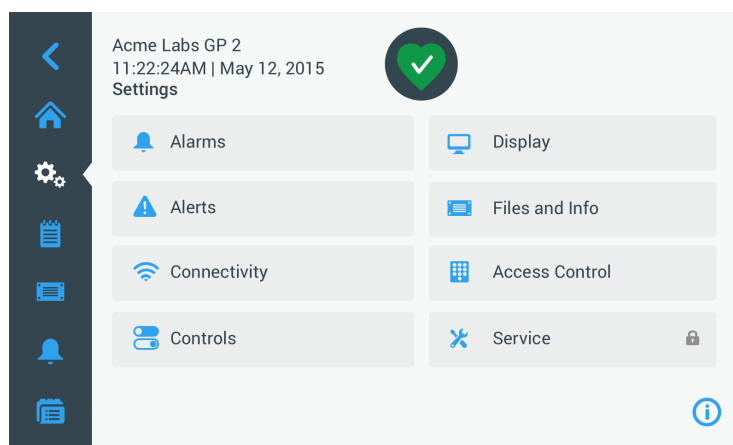 Acme Labs GP 2
11:22:24AM | May 12, 2015
Settings
Alarms
Display
Alerts
Files and Info
Connectivity
Access Control
Controls
Service